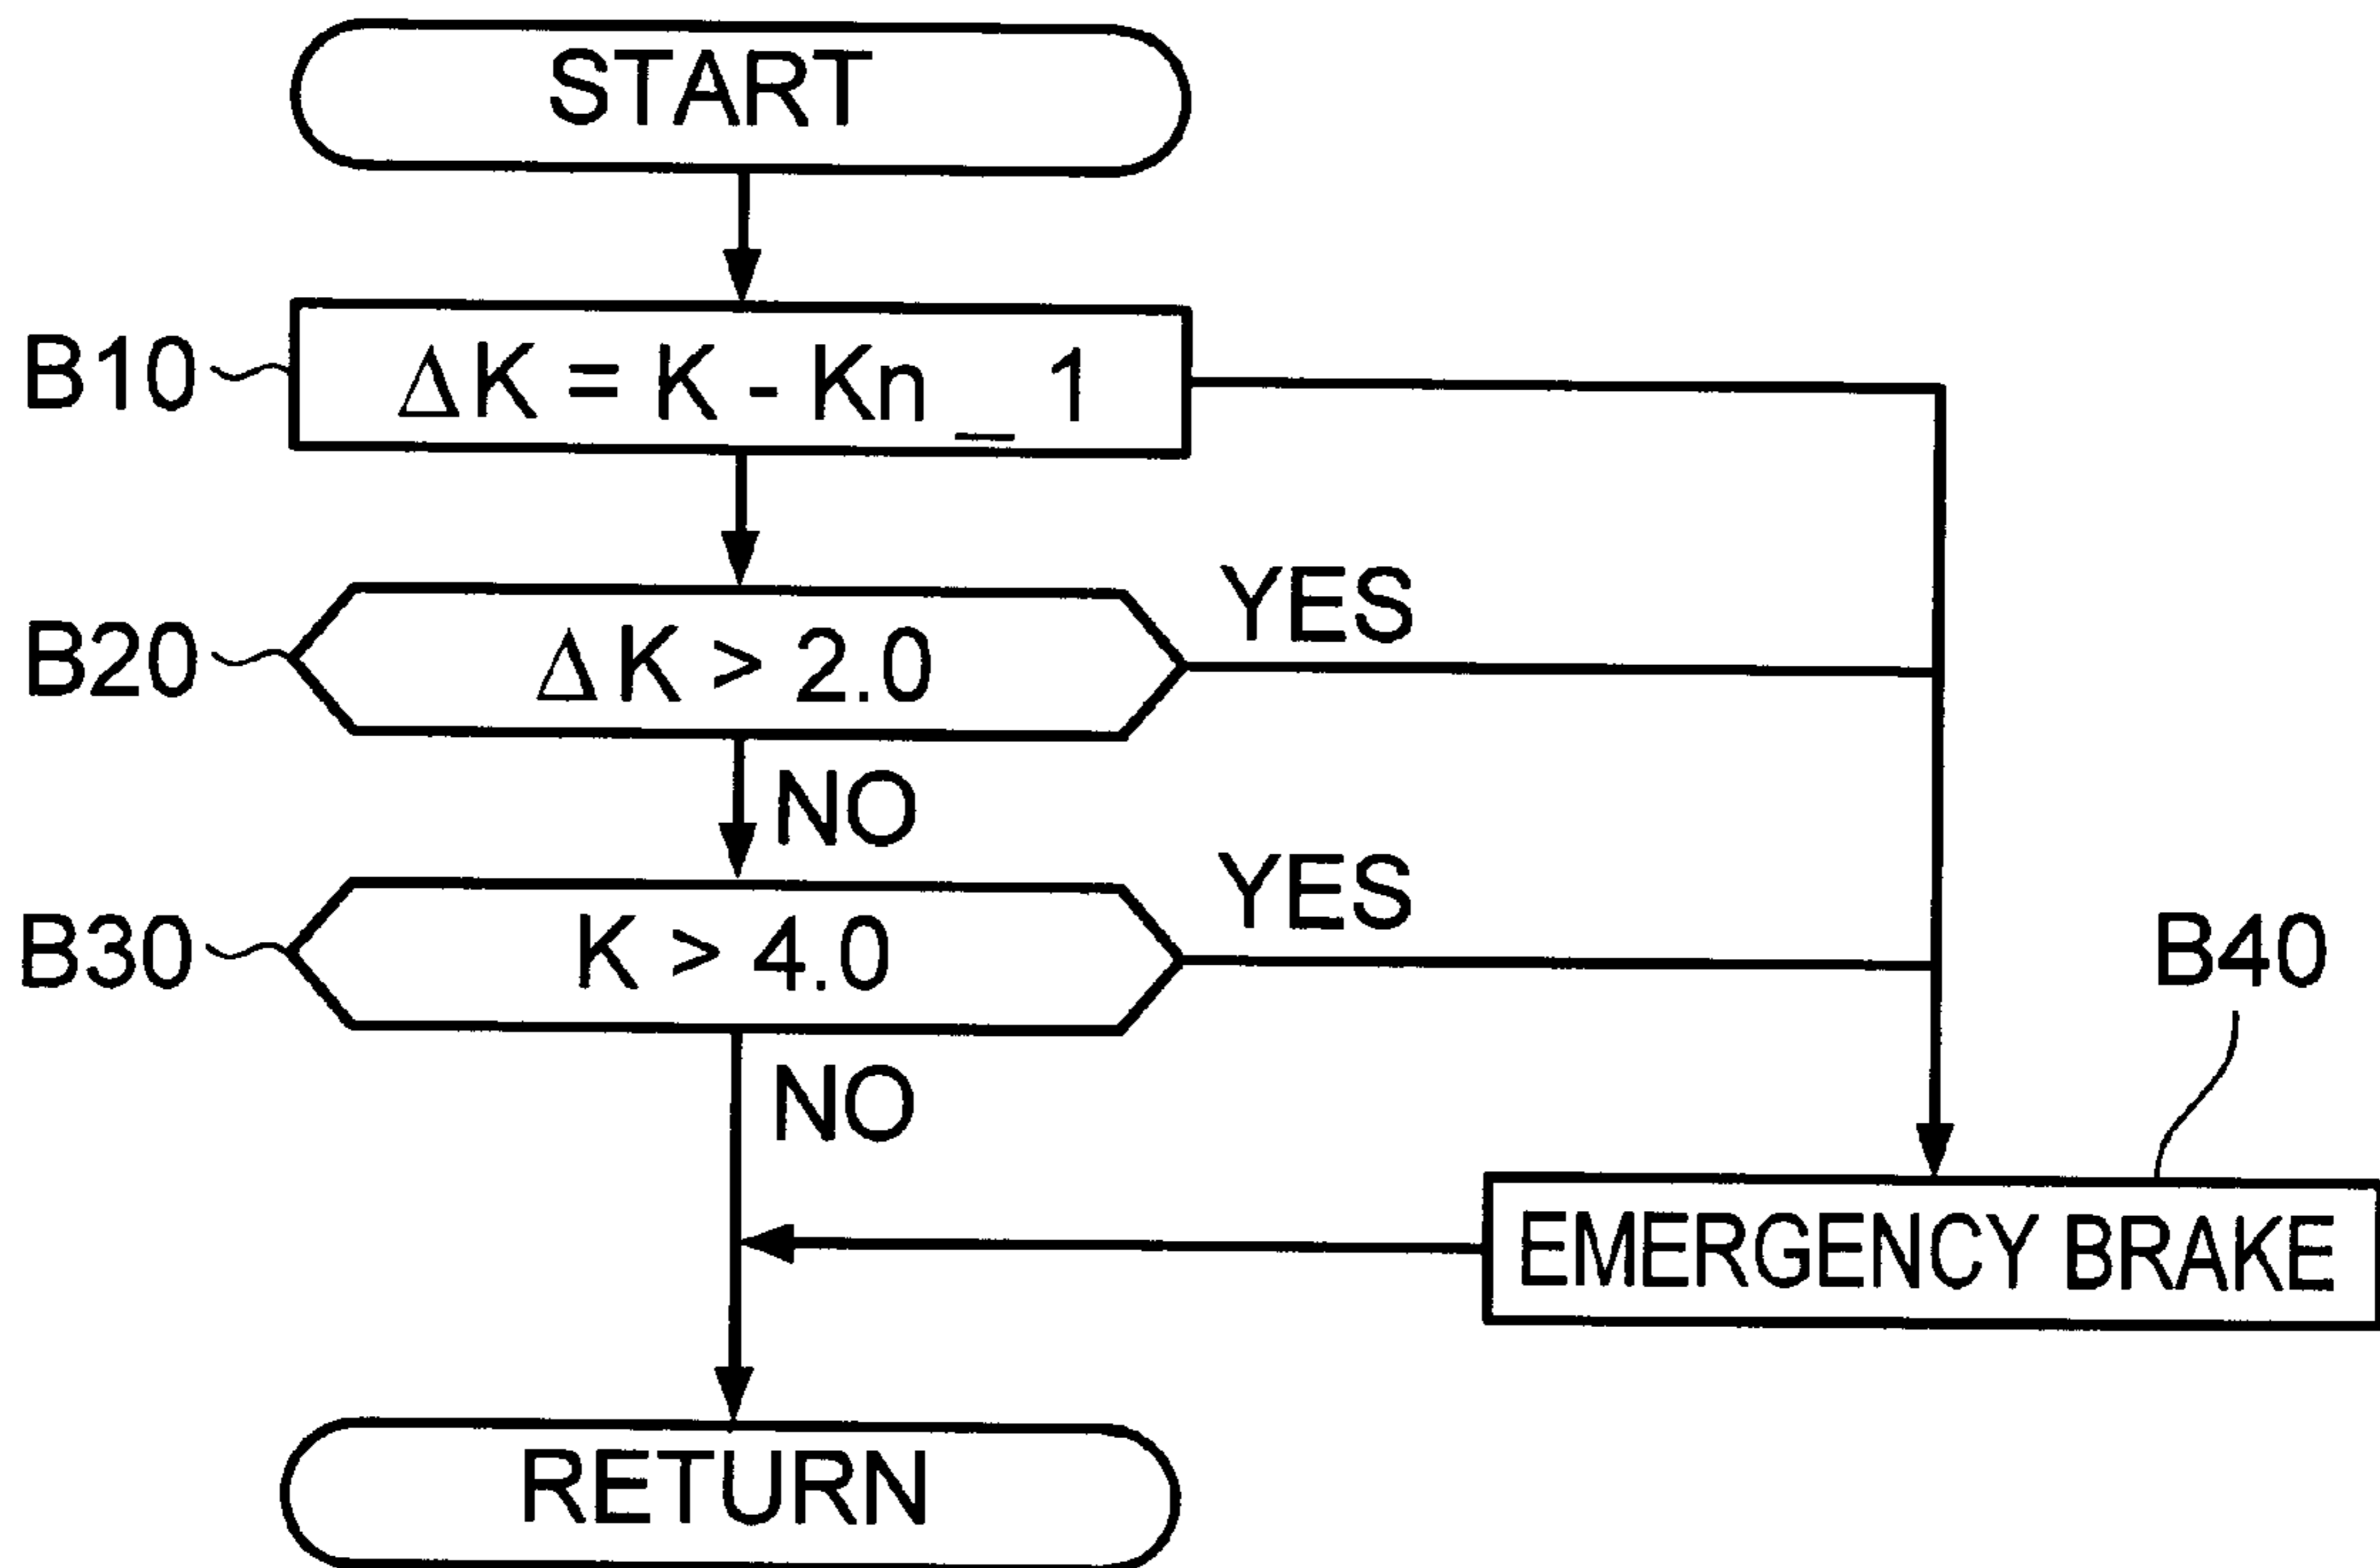 START
B10
ΔK = K - Kn _ 1
B20
ΔK > 2.0
YES
NO
B30
K > 4.0
YES
B40
NO
EMERGENCY BRAKE
RETURN